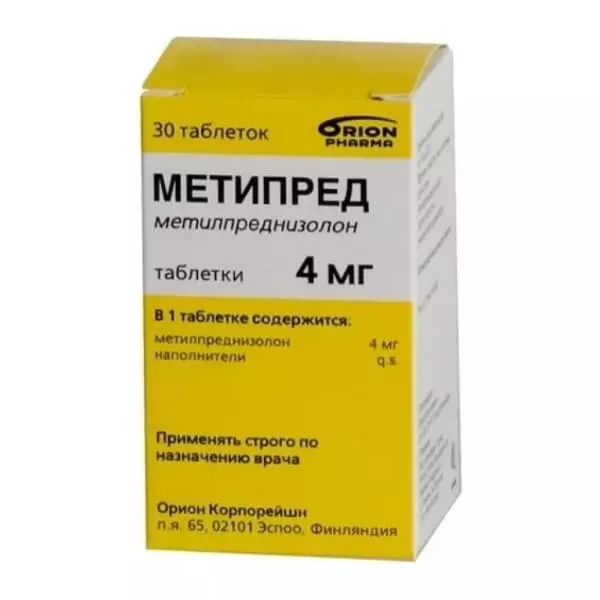 30 таблеток
ORION
PHARMA
МЕТИПРЕД
метилпреднизолон
таблетки 4 мг
В 1 таблетке содержится:
метилпреднизолон 4 мг
наполнители q.s.
Применять строго по
назначению врача
Орион Корпорейшн
п.я. 65, 02101 Эспоо, Финляндия